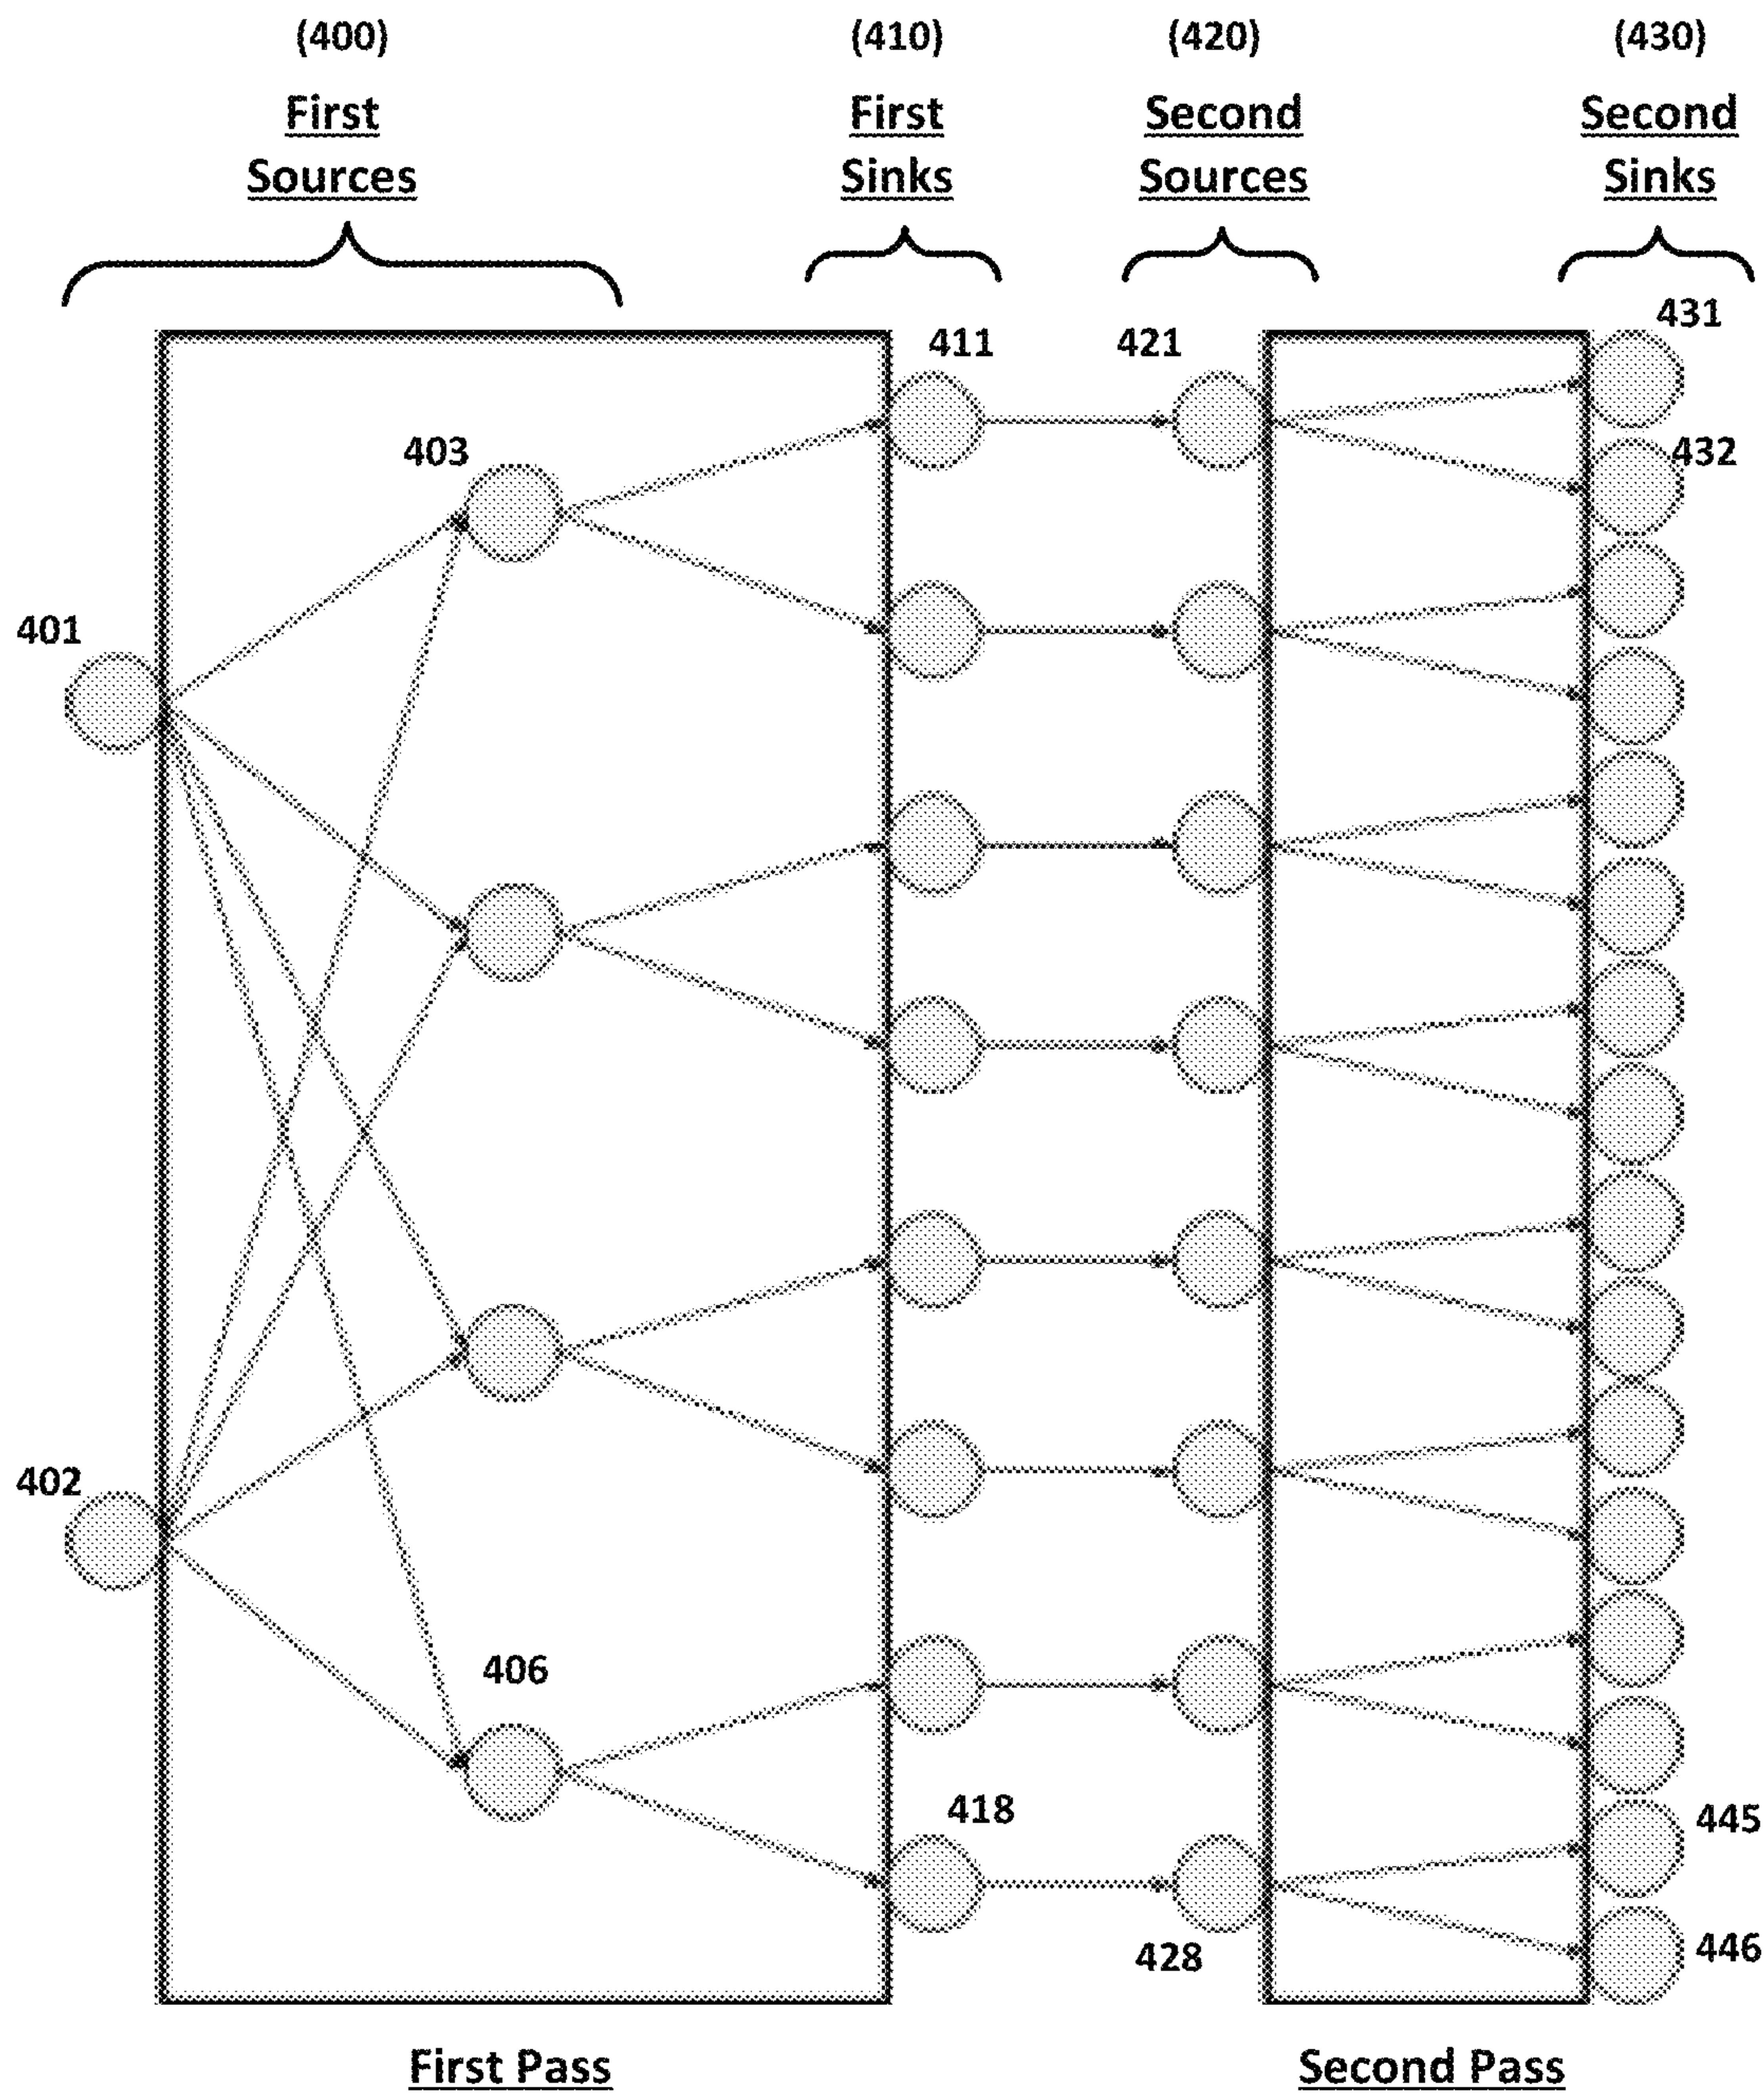 (400)
(410)
(420)
(430)
First
Sources
First
Sinks
Second
Sources
Second
Sinks
431
411
421
403
432
401
402
406
418
445
428
446
First Pass
Second Pass